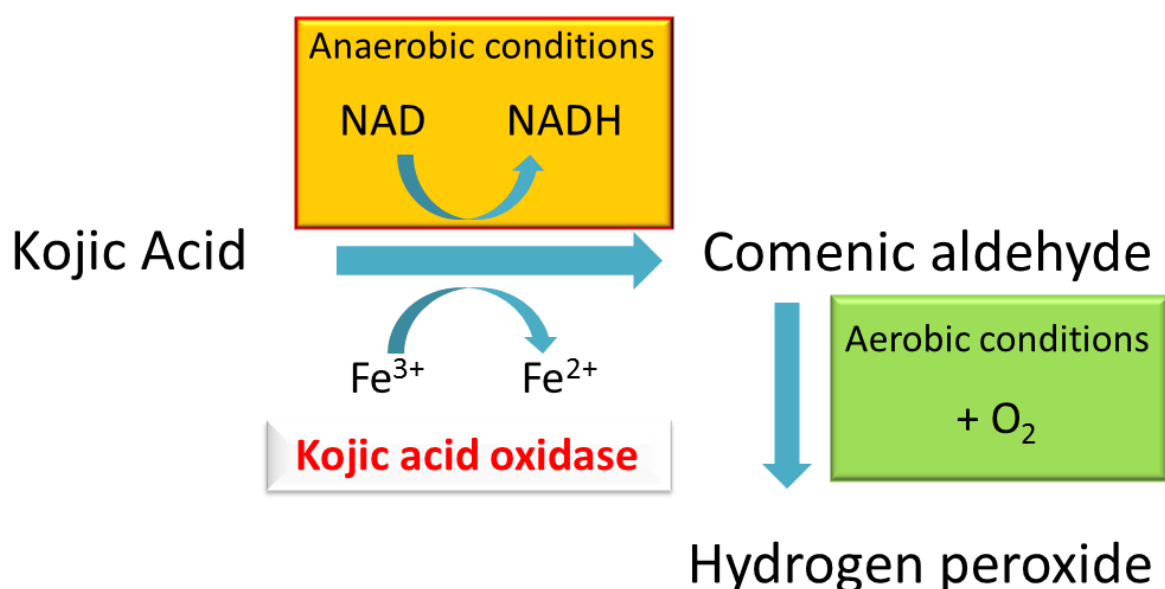 Anaerobic conditions
NAD NADH
Kojic Acid Comenic aldehyde
Fe³⁺ Fe²⁺
Kojic acid oxidase
Aerobic conditions
+ O₂
Hydrogen peroxide